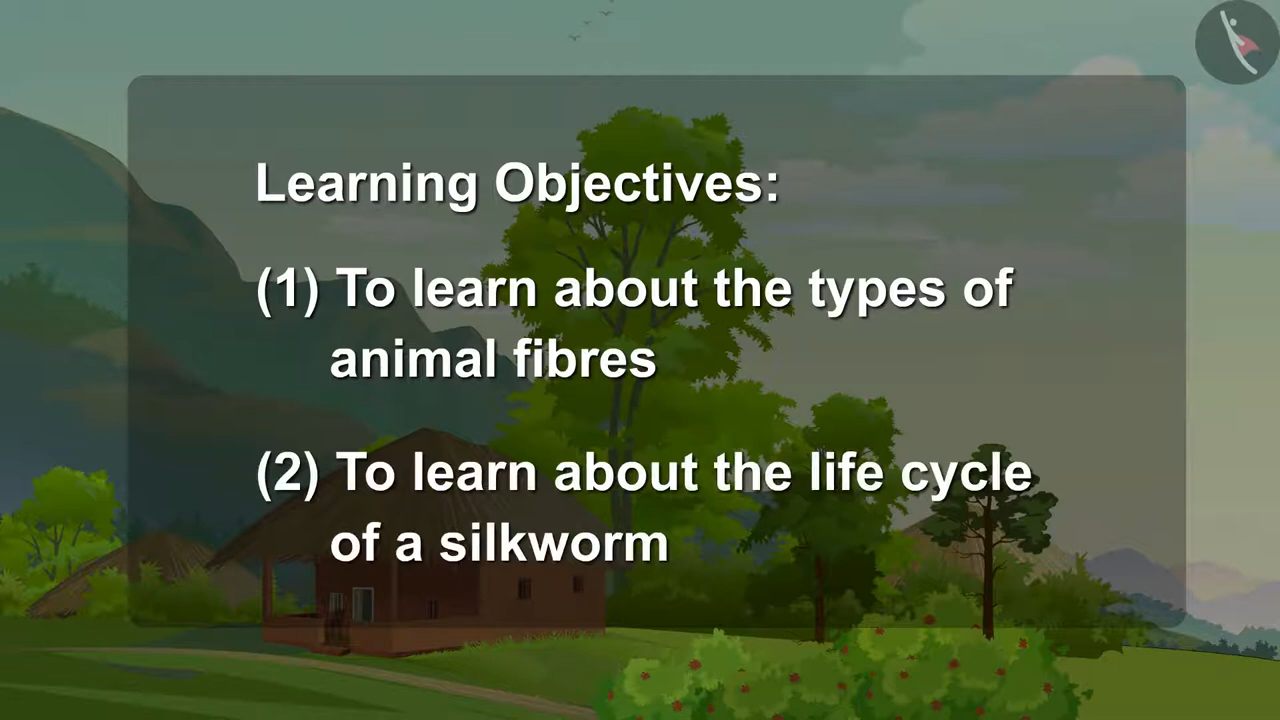 Learning Objectives:
(1) To learn about the types of
animal fibres
(2) To learn about the life cycle
of a silkworm